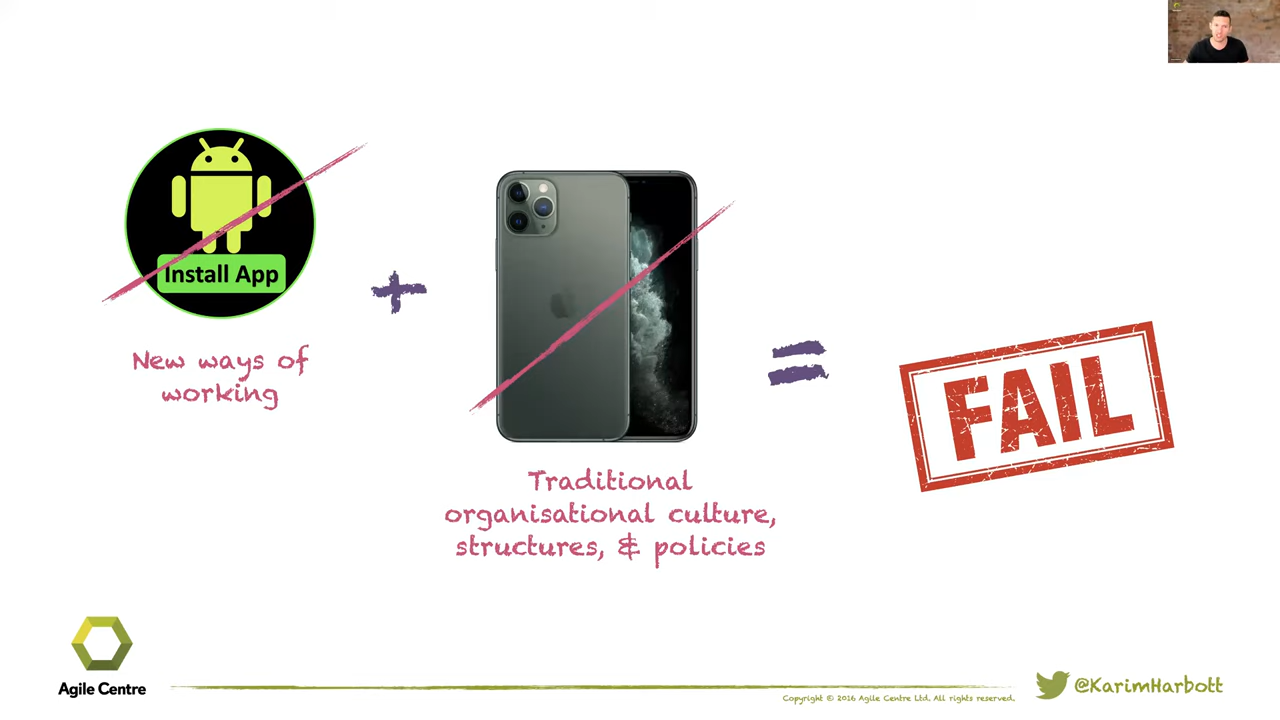 Install App
New ways of
working
Traditional
organisational culture,
structures, & policies
FAIL
Agile Centre
Copyright © 2016 Agile Centre Ltd. All rights reserved.
@KarimHarbott